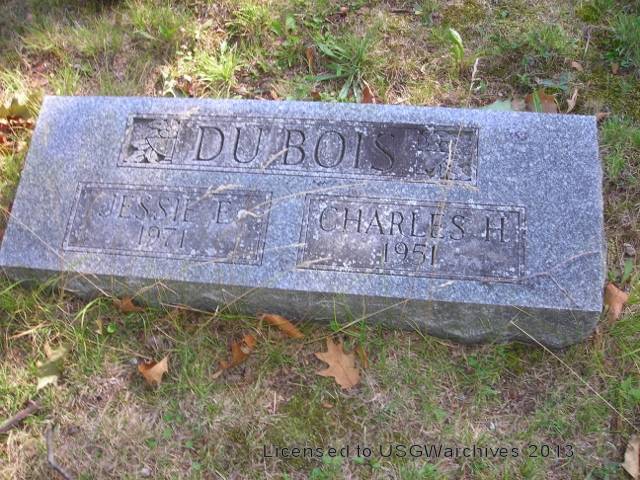 DU BOIS
JESSIE E.
1971
CHARLES H.
1951
Licensed to USGWarchives 2013